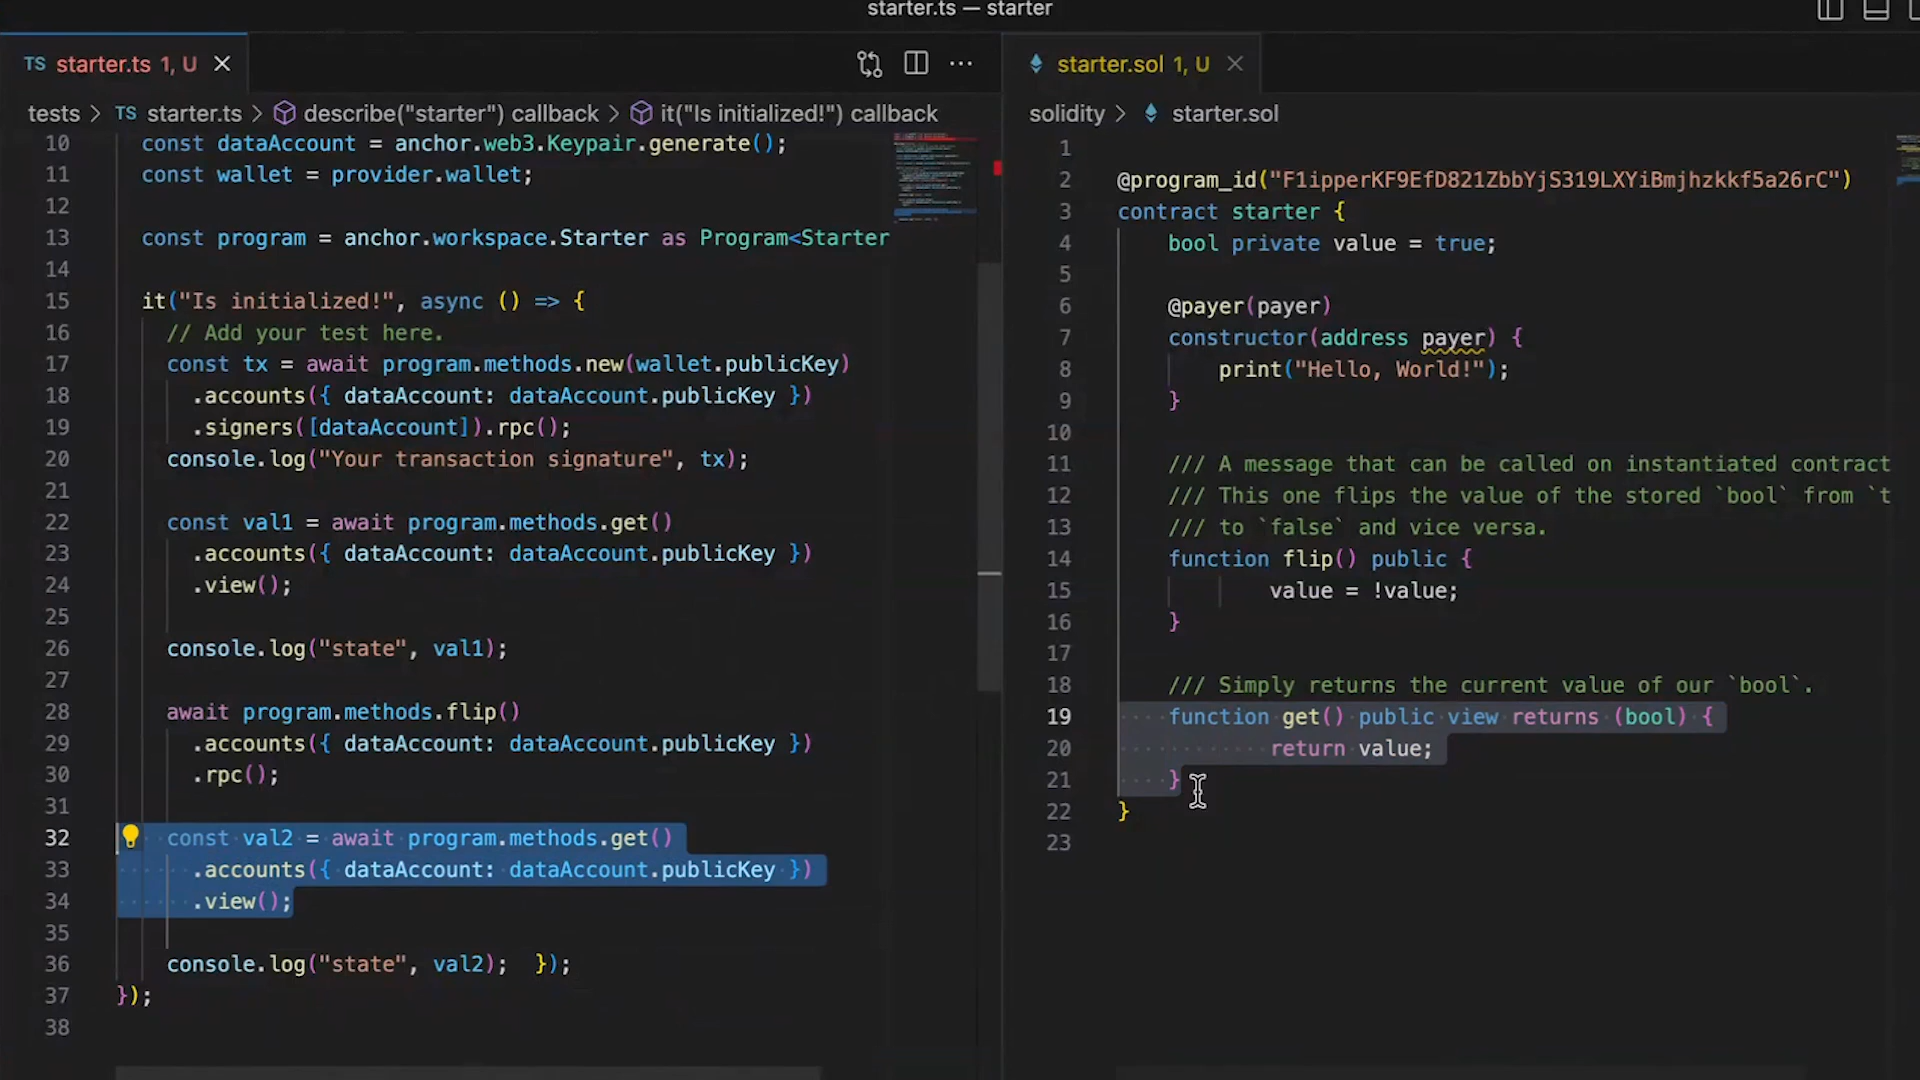 starter.ts — starter
TS starter.ts 1, U
tests > TS starter.ts > describe("starter") callback > it("Is initialized!") callback
10 const dataAccount = anchor.web3.Keypair.generate();
11 const wallet = provider.wallet;
12
13 const program = anchor.workspace.Starter as Program<Starter
14
15 it("Is initialized!", async () => {
16 // Add your test here.
17 const tx = await program.methods.new(wallet.publicKey)
18 .accounts({ dataAccount: dataAccount.publicKey })
19 .signers([dataAccount]).rpc();
20 console.log("Your transaction signature", tx);
21
22 const val1 = await program.methods.get()
23 .accounts({ dataAccount: dataAccount.publicKey })
24 .view();
25
26 console.log("state", val1);
27
28 await program.methods.flip()
29 .accounts({ dataAccount: dataAccount.publicKey })
30 .rpc();
31
32 const val2 = await program.methods.get()
33 .accounts({ dataAccount: dataAccount.publicKey })
34 .view();
35
36 console.log("state", val2); });
37 });
38
starter.sol 1, U
solidity > starter.sol
1
2 @program_id("F1ipperKF9EfD821ZbbYjS319LXYiBmjhzkkf5a26rC")
3 contract starter {
4 bool private value = true;
5
6 @payer(payer)
7 constructor(address payer) {
8 print("Hello, World!");
9 }
10
11 /// A message that can be called on instantiated contract
12 /// This one flips the value of the stored `bool` from `t
13 /// to `false` and vice versa.
14 function flip() public {
15 value = !value;
16 }
17
18 /// Simply returns the current value of our `bool`.
19 function get() public view returns (bool) {
20 return value;
21 }
22 }
23